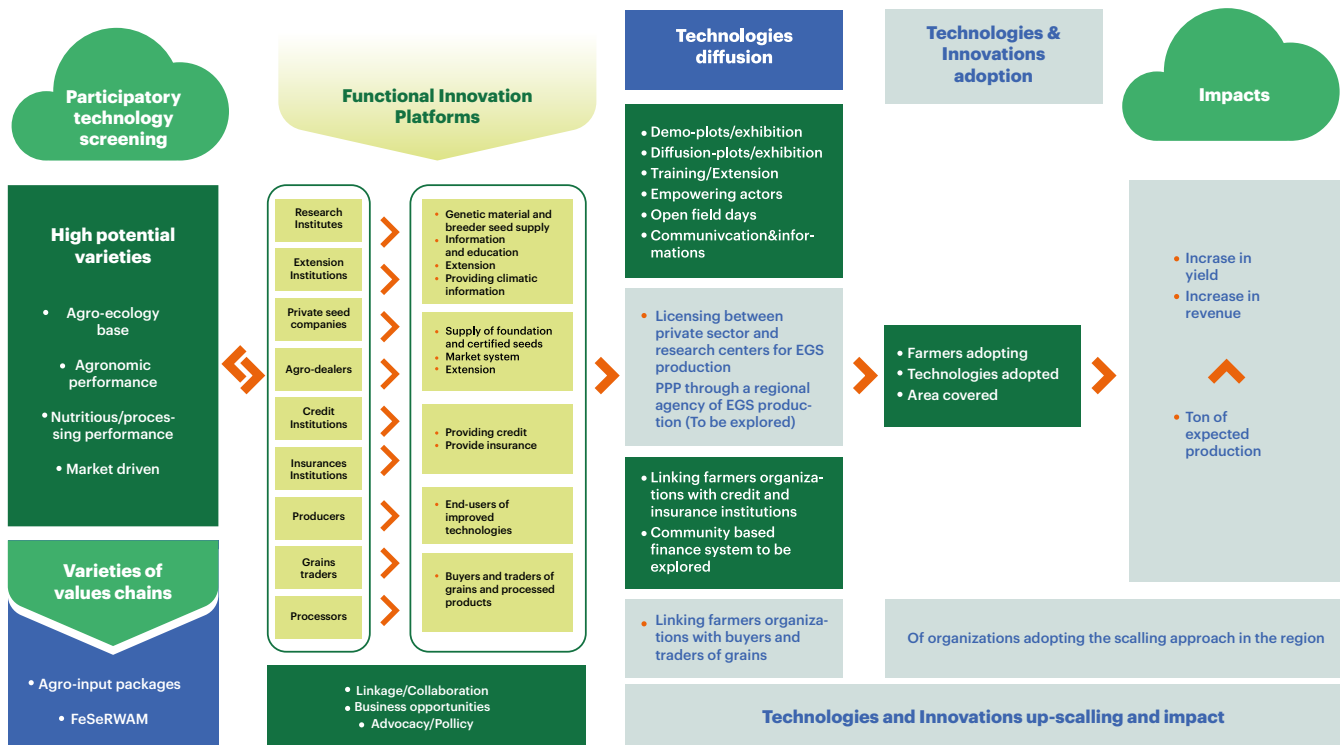 Participatory
technology
screening
High potential
varieties
• Agro-ecology
base
• Agronomic
performance
• Nutritious/proces-
sing performance
• Market driven
Varieties of
values chains
• Agro-input packages
• FeSeRWAM
Functional Innovation
Platforms
Research
Institutes
Extension
Institutions
Private seed
companies
Agro-dealers
Credit
Institutions
Insurances
Institutions
Producers
Grains
traders
Processors
• Genetic material and
breeder seed supply
• Information
and education
• Extension
• Providing climatic
information
• Supply of foundation
and certified seeds
• Market system
• Extension
• Providing credit
• Provide insurance
• End-users of
improved
technologies
• Buyers and traders of
grains and processed
products
• Linkage/Collaboration
• Business opportunities
• Advocacy/Policy
Technologies
diffusion
• Demo-plots/exhibition
• Diffusion-plots/exhibition
• Training/Extension
• Empowering actors
• Open field days
• Communivcation&infor-
mations
• Licensing between
private sector and
research centers for EGS
production
PPP through a regional
agency of EGS produc-
tion (To be explored)
• Linking farmers organiza-
tions with credit and
insurance institutions
• Community based
finance system to be
explored
• Linking farmers organiza-
tions with buyers and
traders of grains
Technologies &
Innovations
adoption
• Farmers adopting
• Technologies adopted
• Area covered
Impacts
• Incrase in
yield
• Increase in
revenue
• Ton of
expected
production
Of organizations adopting the scalling approach in the region
Technologies and Innovations up-scalling and impact